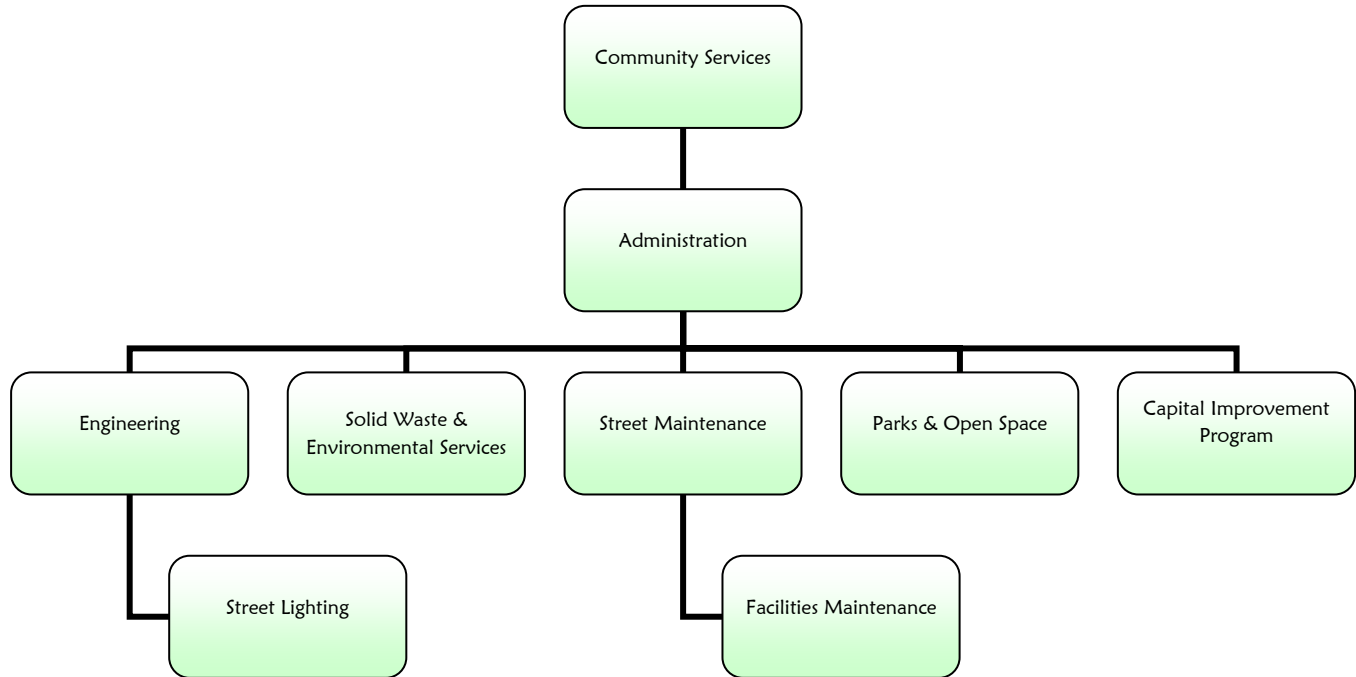 Community Services
Administration
Engineering
Solid Waste &
Environmental Services
Street Maintenance
Parks & Open Space
Capital Improvement
Program
Street Lighting
Facilities Maintenance